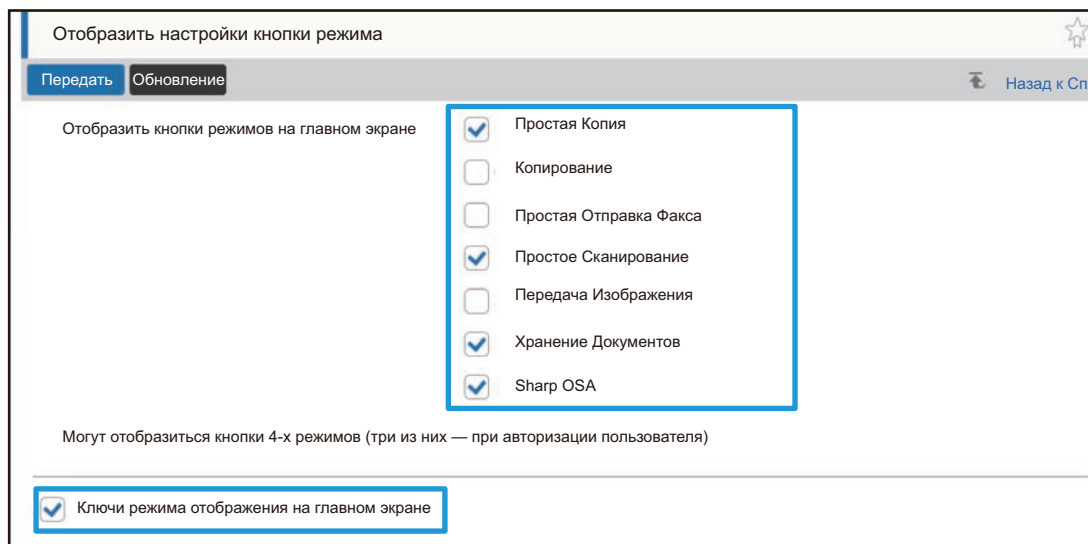 Отобразить настройки кнопки режима
Передать Обновление Назад к Сп
Отобразить кнопки режимов на главном экране
Простая Копия
Копирование
Простая Отправка Факса
Простое Сканирование
Передача Изображения
Хранение Документов
Sharp OSA
Могут отобразиться кнопки 4-х режимов (три из них — при авторизации пользователя)
Ключи режима отображения на главном экране